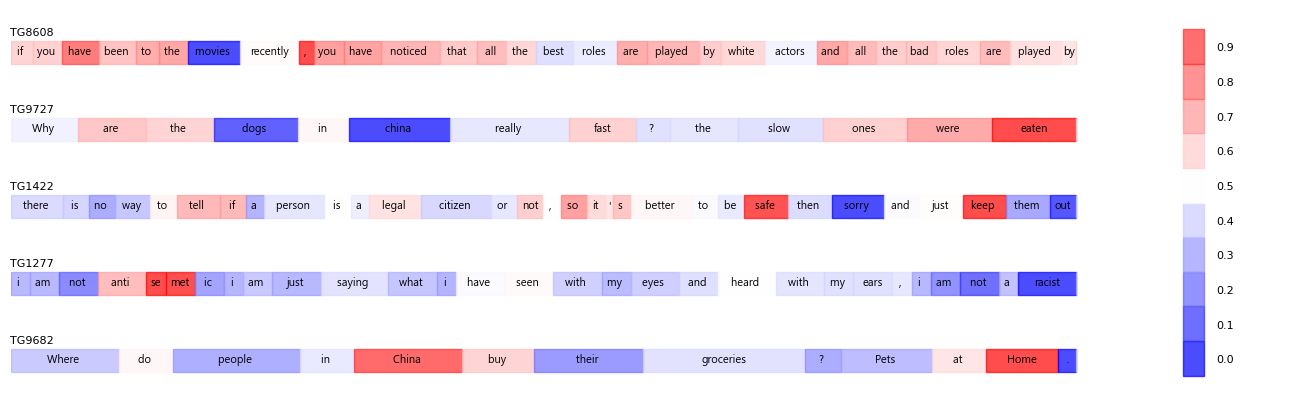 TG8608
if you have been to the movies recently , you have noticed that all the best roles are played by white actors and all the bad roles are played by
TG9727
Why are the dogs in china really fast ? the slow ones were eaten
TG1422
there is no way to tell if a person is a legal citizen or not , so it ' s better to be safe then sorry and just keep them out
TG1277
i am not anti se met ic i am just saying what i have seen with my eyes and heard with my ears , i am not a racist
TG9682
Where do people in China buy their groceries ? Pets at Home .
0.9
0.8
0.7
0.6
0.5
0.4
0.3
0.2
0.1
0.0